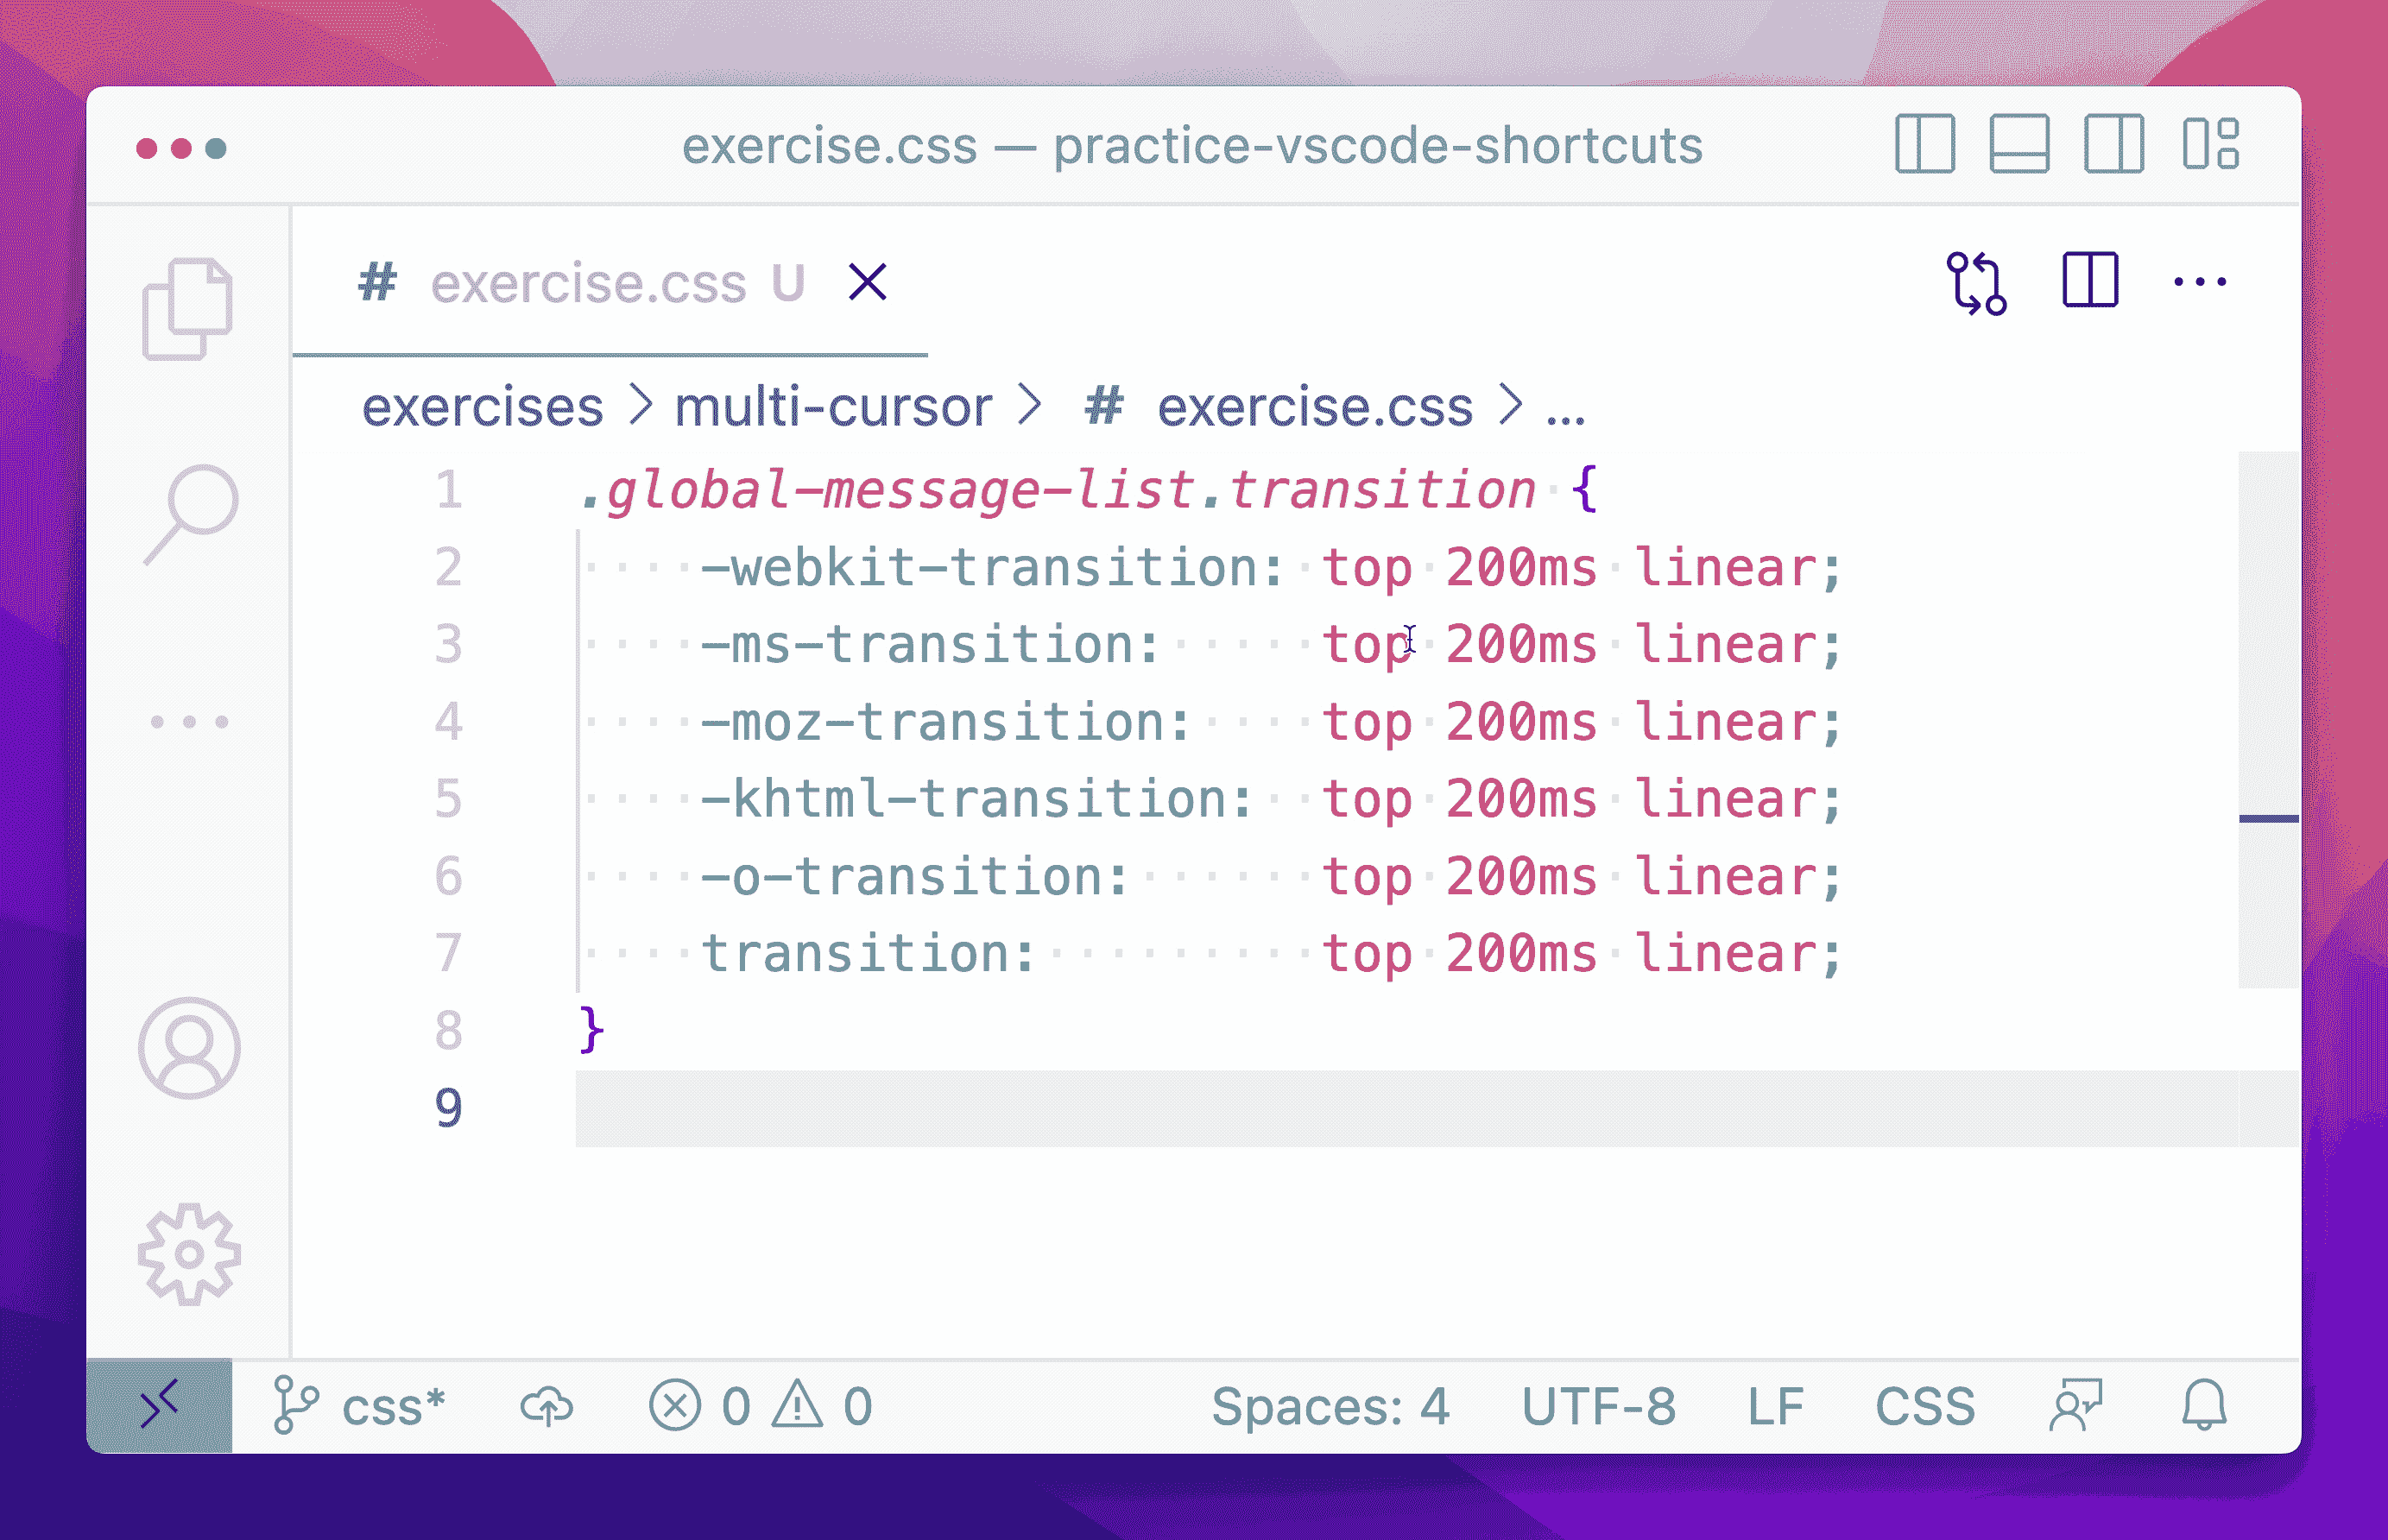 exercise.css — practice-vscode-shortcuts
# exercise.css U
exercises > multi-cursor > # exercise.css > ...
1 .global-message-list.transition {
2     -webkit-transition: top 200ms linear;
3     -ms-transition:     top 200ms linear;
4     -moz-transition:    top 200ms linear;
5     -khtml-transition:  top 200ms linear;
6     -o-transition:      top 200ms linear;
7     transition:         top 200ms linear;
8 }
9
css* 0 0 Spaces: 4 UTF-8 LF CSS